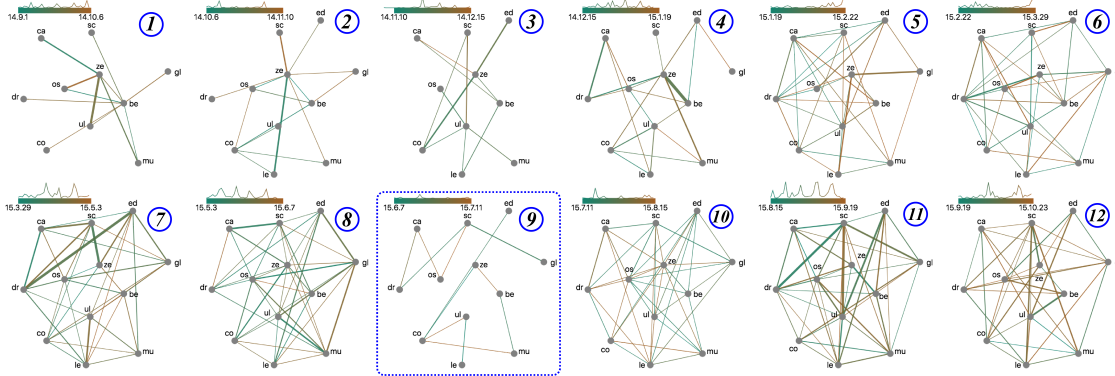 14.9.1 14.10.6 1
sc
ca
ze
gl
os
dr
be
ul
co
mu
14.10.6 14.11.10 2
ed
sc
ze
gl
os
dr
be
ul
co
mu
le
14.11.10 14.12.15 3
ed
sc
ca
ze
os
be
ul
co
mu
le
14.12.15 15.1.19 4
ed
sc
ca
ze
gl
os
dr
be
ul
co
mu
le
15.1.19 15.2.22 5
ed
sc
ca
ze
gl
os
dr
be
ul
co
mu
le
15.2.22 15.3.29 6
ed
sc
ca
gl
ze
os
dr
be
ul
co
mu
le
15.3.29 15.5.3 7
ed
sc
ca
ze
gl
os
dr
be
ul
co
mu
le
15.5.3 15.6.7 8
ed
sc
ca
ze
gl
os
dr
be
ul
co
mu
le
15.6.7 15.7.11 9
ed
sc
ca
gl
ze
os
dr
be
ul
co
mu
le
15.7.11 15.8.15 10
ed
sc
ca
ze
gl
os
dr
be
ul
co
mu
le
15.8.15 15.9.19 11
ed
sc
ca
ze
gl
os
dr
be
ul
co
mu
le
15.9.19 15.10.23 12
ed
sc
ca
ze
gl
os
dr
be
ul
co
mu
le